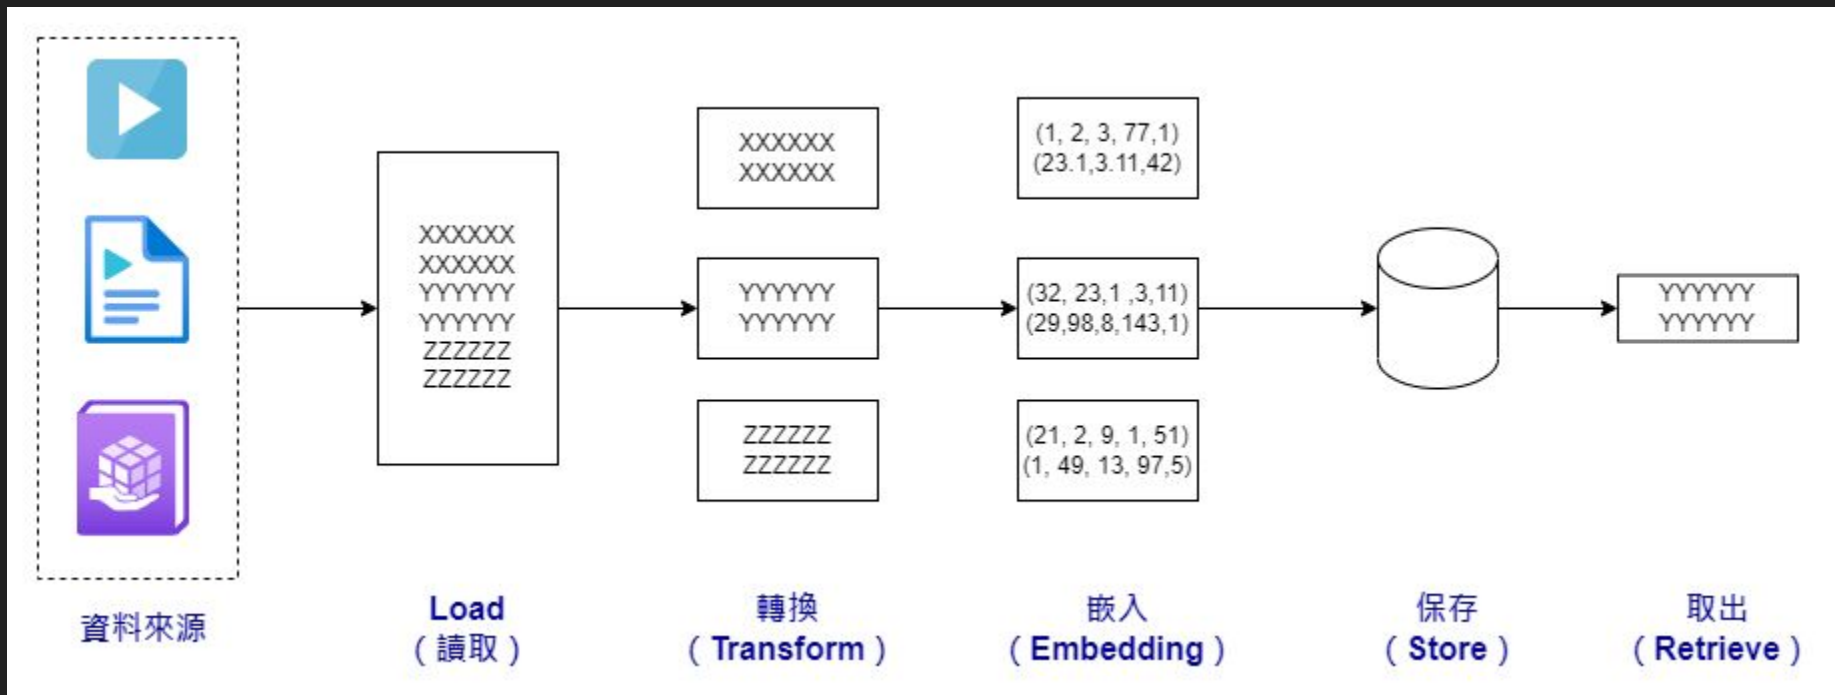 XXXXXX
XXXXXX
YYYYYY
YYYYYY
ZZZZZZ
ZZZZZZ
XXXXXX
XXXXXX
YYYYYY
YYYYYY
ZZZZZZ
ZZZZZZ
(1, 2, 3, 77,1)
(23.1,3.11,42)
(32, 23,1 ,3,11)
(29,98,8,143,1)
(21, 2, 9, 1, 51)
(1, 49, 13, 97,5)
YYYYYY
YYYYYY
資料來源
Load
（讀取）
轉換
（Transform）
嵌入
（Embedding）
保存
（Store）
取出
（Retrieve）